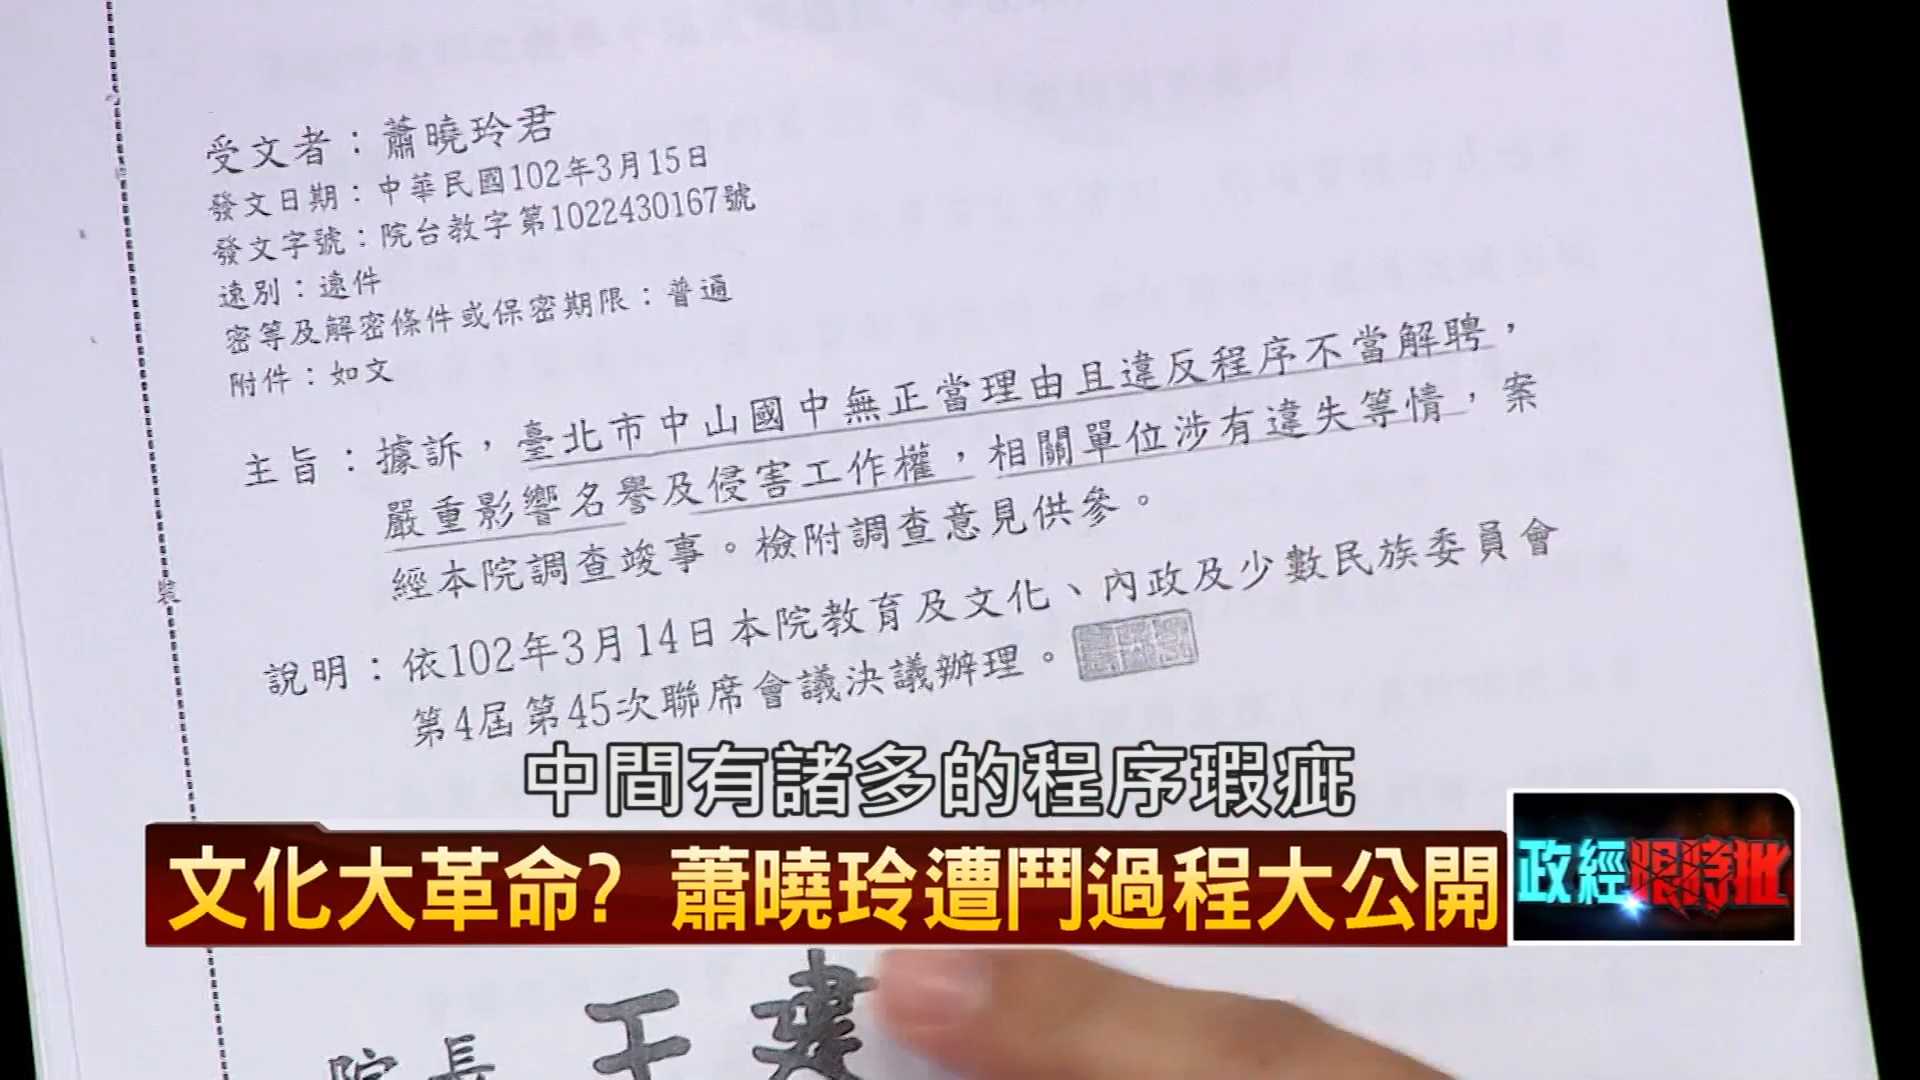 受文者：蕭曉玲君
發文日期：中華民國102年3月15日
發文字號：院台教字第1022430167號
速別：速件
密等及解密條件或保密期限：普通
附件：如文
主旨：據訴，臺北市中山國中無正當理由且違反程序不當解聘，
嚴重影響名譽及侵害工作權，相關單位涉有違失等情，案
經本院調查竣事。檢附調查意見供參。
說明：依102年3月14日本院教育及文化、內政及少數民族委員會
第4屆第45次聯席會議決議辦理。
裝
中間有諸多的程序瑕疵
文化大革命? 蕭曉玲遭鬥過程大公開
政經限時批
院長 王建